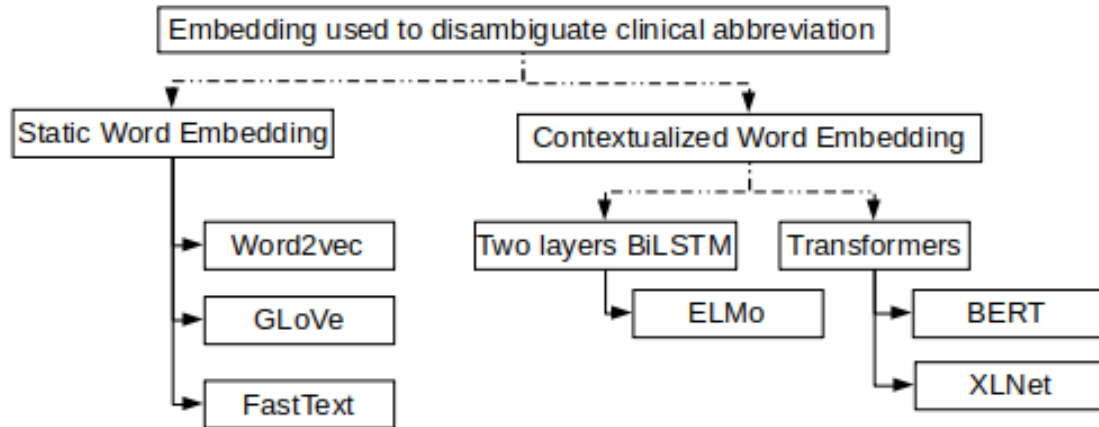 Embedding used to disambiguate clinical abbreviation
Static Word Embedding
Contextualized Word Embedding
Word2vec
GLoVe
FastText
Two layers BiLSTM
Transformers
ELMo
BERT
XLNet